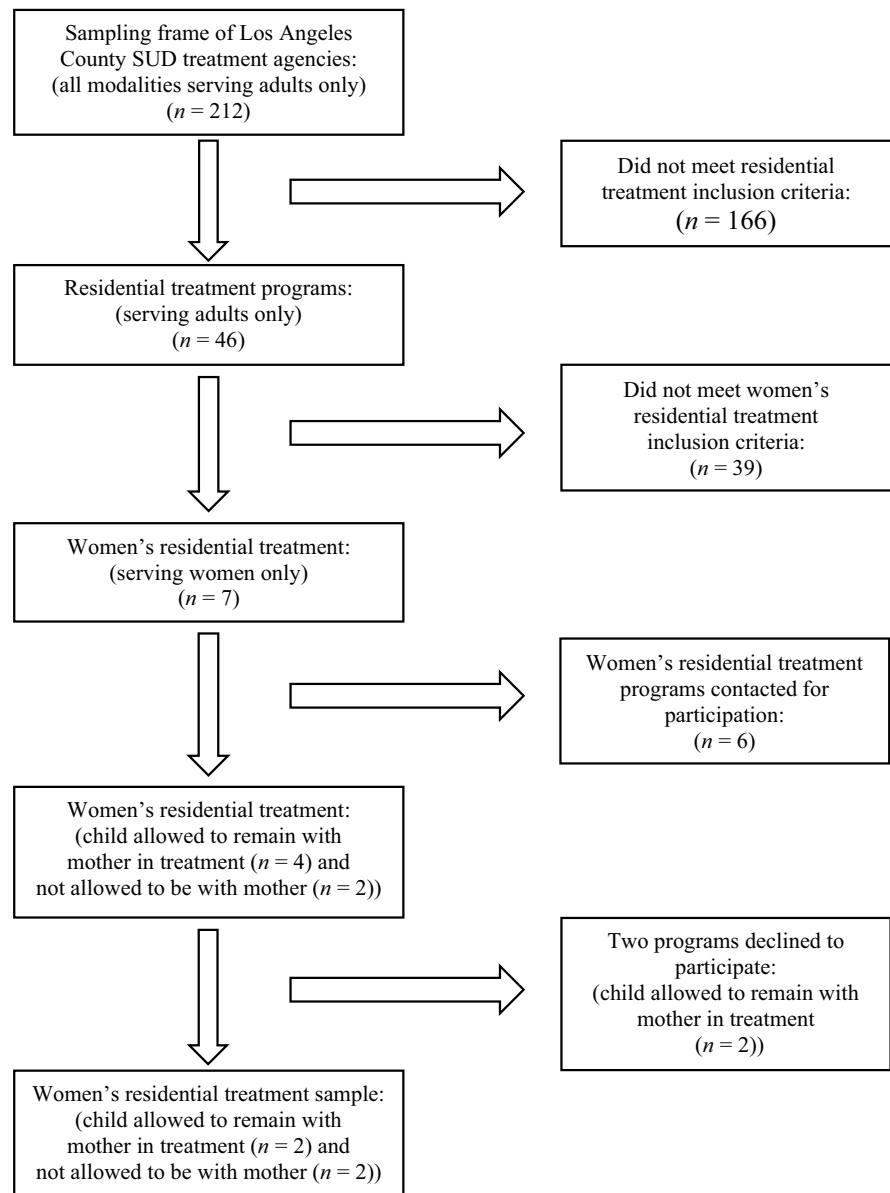 Sampling frame of Los Angeles
County SUD treatment agencies:
(all modalities serving adults only)
(n = 212)
Did not meet residential
treatment inclusion criteria:
(n = 166)
Residential treatment programs:
(serving adults only)
(n = 46)
Did not meet women’s
residential treatment
inclusion criteria:
(n = 39)
Women’s residential treatment:
(serving women only)
(n = 7)
Women’s residential treatment
programs contacted for
participation:
(n = 6)
Women’s residential treatment:
(child allowed to remain with
mother in treatment (n = 4) and
not allowed to be with mother (n = 2))
Two programs declined to
participate:
(child allowed to remain with
mother in treatment
(n = 2))
Women’s residential treatment sample:
(child allowed to remain with
mother in treatment (n = 2) and
not allowed to be with mother (n = 2))